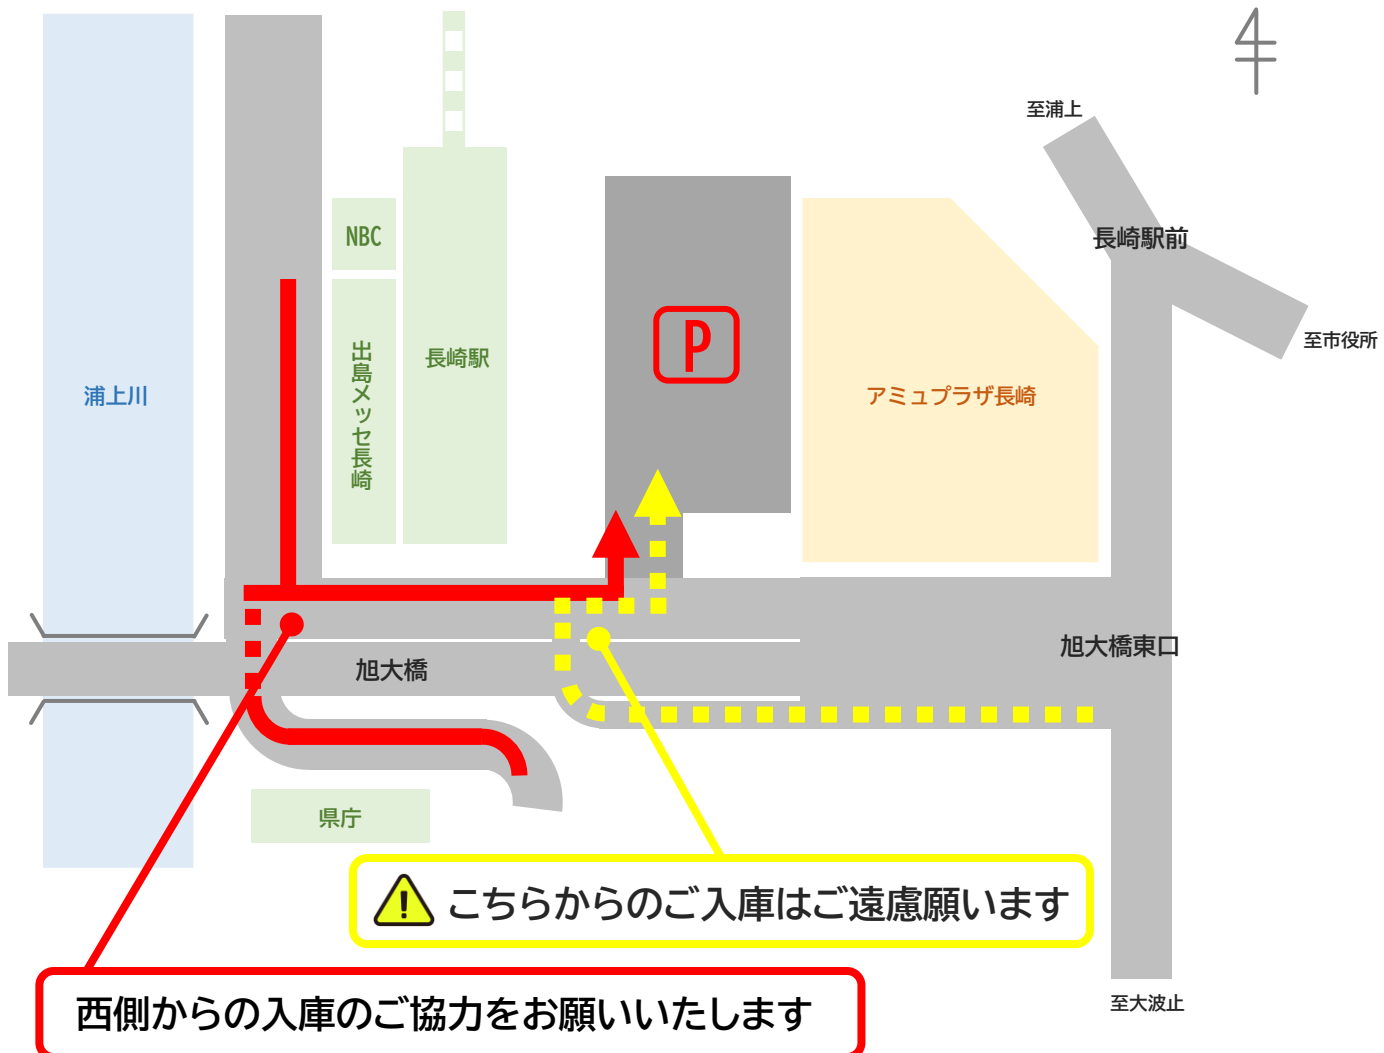 至浦上
長崎駅前
NBC
至市役所
出島メッセ長崎
長崎駅
P
浦上川
アミュプラザ長崎
旭大橋東口
旭大橋
県庁
こちらからのご入庫はご遠慮願います
西側からの入庫のご協力をお願いいたします
至大波止